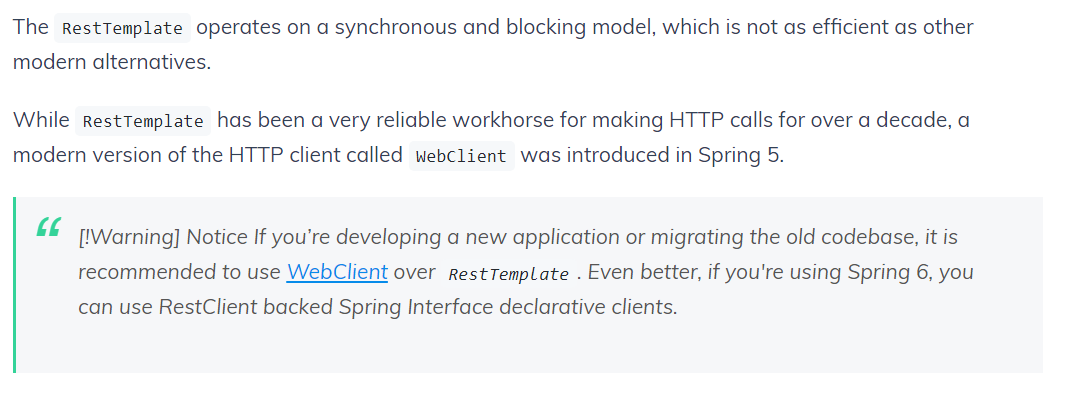 The RestTemplate operates on a synchronous and blocking model, which is not as efficient as other
modern alternatives.
While RestTemplate has been a very reliable workhorse for making HTTP calls for over a decade, a
modern version of the HTTP client called WebClient was introduced in Spring 5.
[!Warning] Notice If you’re developing a new application or migrating the old codebase, it is
recommended to use WebClient over RestTemplate . Even better, if you're using Spring 6, you
can use RestClient backed Spring Interface declarative clients.